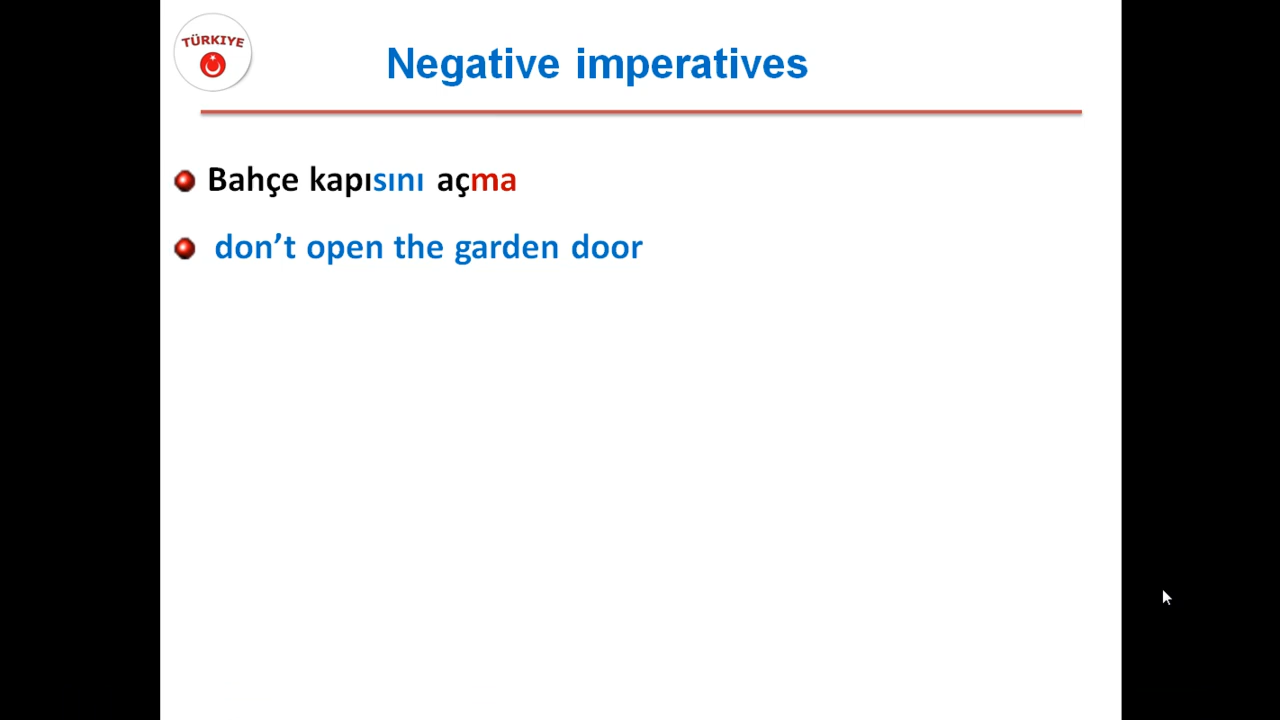 TÜRKIYE
Negative imperatives
Bahçe kapısını açma
don’t open the garden door